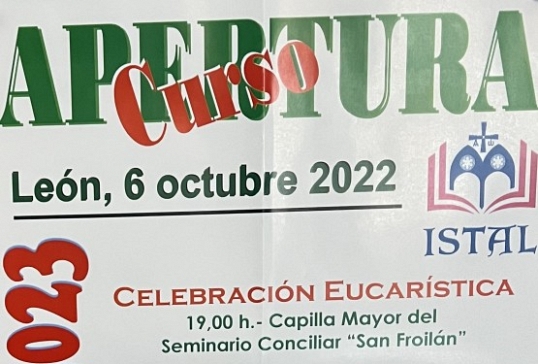 APERTURA
Curso
León, 6 octubre 2022
ISTAL
023
CELEBRACIÓN EUCARÍSTICA
19,00 h.- Capilla Mayor del
Seminario Conciliar “San Froilán”